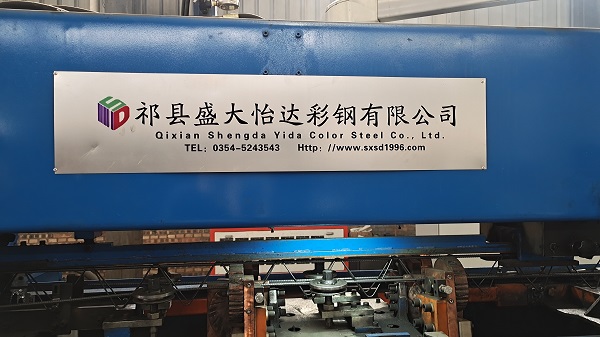 祁县盛大怡达彩钢有限公司
Qixian Shengda Yida Color Steel Co., Ltd.
TEL: 0354-5243543 Http: //www.sxsd1996.com